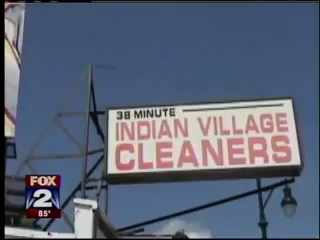 38 MINUTE
INDIAN VILLAGE
CLEANERS
FOX
2
85°